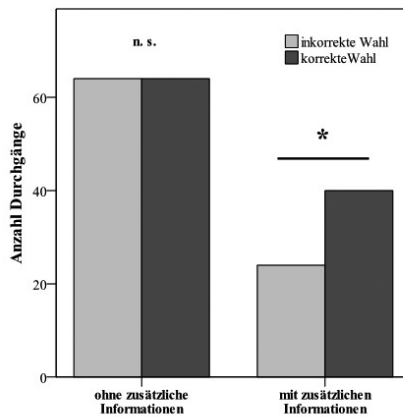 n. s.
inkorrekte Wahl
korrekteWahl
*
Anzahl Durchgänge
60
40
20
0
ohne zusätzliche
Informationen
mit zusätzlichen
Informationen